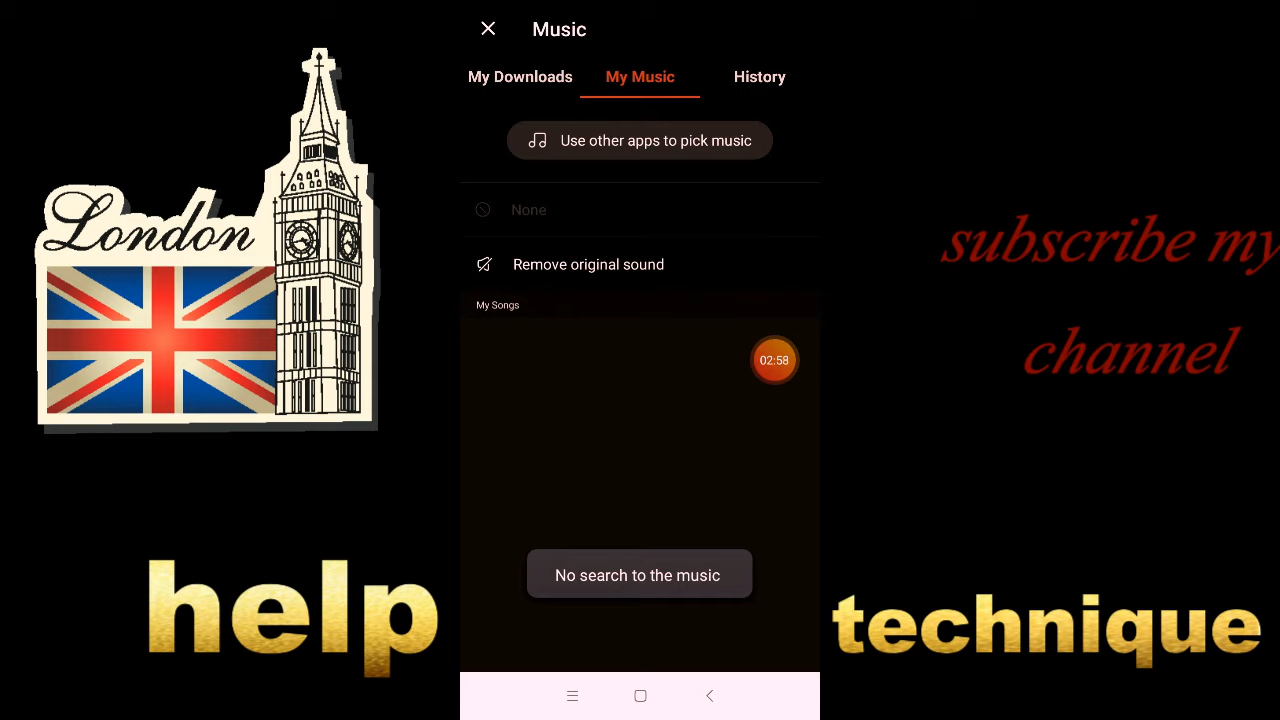 London
Music
My Downloads
My Music
History
Use other apps to pick music
None
Remove original sound
My Songs
02:58
No search to the music
subscribe my
channel
help
technique